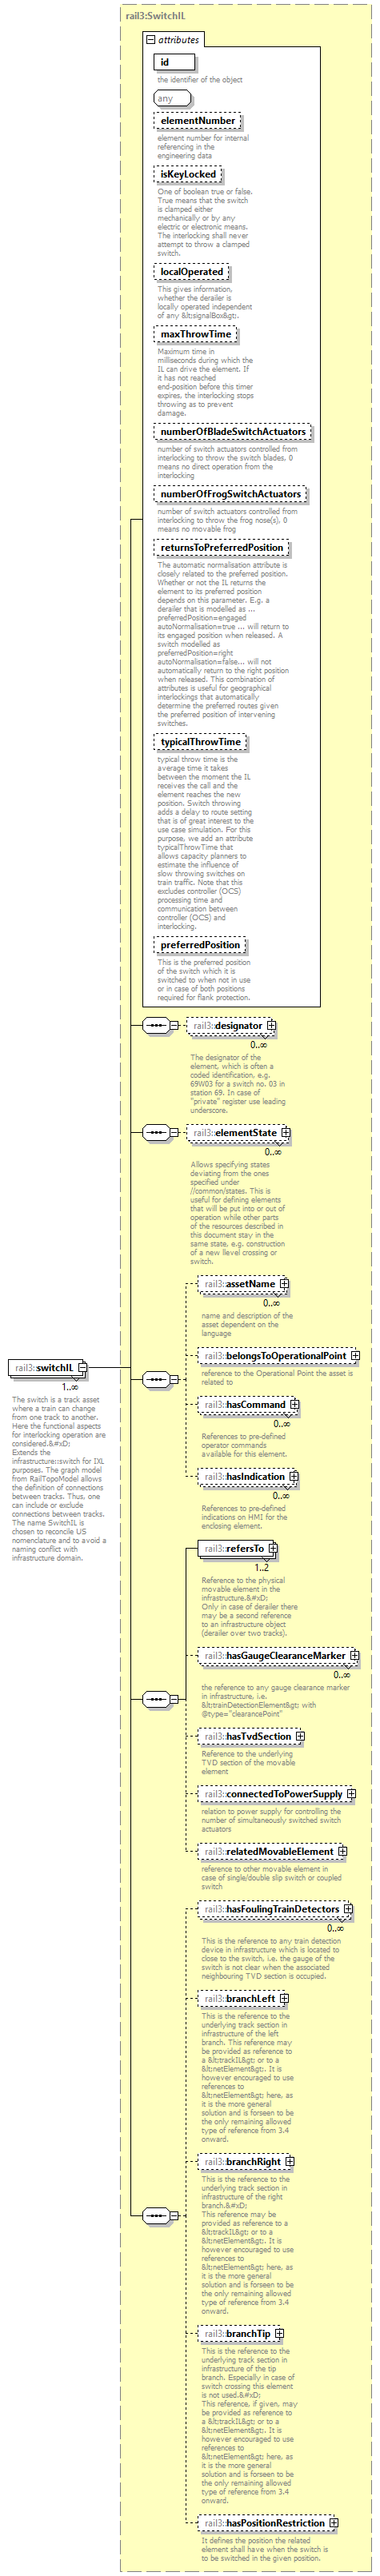 rail3:SwitchIL
attributes
id
the identifier of the object
any
elementNumber
element number for internal
referencing in the
engineering data
isKeyLocked
One of boolean true or false.
True means that the switch
is clamped either
mechanically or by any
electric or electronic means.
The interlocking shall never
attempt to throw a clamped
switch.
localOperated
This gives information,
whether the derailer is
locally operated independent
of any &lt;signalBox&gt;.
maxThrowTime
Maximum time in
milliseconds during which the
IL can drive the element. If
it has not reached
end-position before this timer
expires, the interlocking stops
throwing as to prevent
damage.
numberOfBladeSwitchActuators
number of switch actuators controlled from
interlocking to throw the switch blades, 0
means no direct operation from the
interlocking
numberOfFrogSwitchActuators
number of switch actuators controlled from
interlocking to throw the frog nose(s), 0
means no movable frog
returnsToPreferredPosition
The automatic normalisation attribute is
closely related to the preferred position.
Whether or not the IL returns the
element to its preferred position
depends on this parameter. E.g. a
derailer that is modelled as ...
preferredPosition=engaged
autoNormalisation=true ... will return to
its engaged position when released. A
switch modelled as
preferredPosition=right
autoNormalisation=false... will not
automatically return to the right position
when released. This combination of
attributes is useful for geographical
interlockings that automatically
determine the preferred routes given
the preferred position of intervening
switches.
typicalThrowTime
typical throw time is the
average time it takes
between the moment the IL
receives the call and the
element reaches the new
position. Switch throwing
adds a delay to route setting
that is of great interest to the
use case simulation. For this
purpose, we add an attribute
typicalThrowTime that
allows capacity planners to
estimate the influence of
slow throwing switches on
train traffic. Note that this
excludes controller (OCS)
processing time and
communication between
controller (OCS) and
interlocking.
preferredPosition
This is the preferred position
of the switch which it is
switched to when not in use
or in case of both positions
required for flank protection.
rail3:designator
0..∞
The designator of the
element, which is often a
coded identification, e.g.
69W03 for a switch no. 03 in
station 69. In case of
"private" register use leading
underscore.
rail3:elementState
0..∞
Allows specifying states
deviating from the ones
specified under
//common/states. This is
useful for defining elements
that will be put into or out of
operation while other parts
of the resources described in
this document stay in the
same state, e.g. construction
of a new llevel crossing or
switch.
rail3:assetName
0..∞
name and description of the
asset dependent on the
language
rail3:belongsToOperationalPoint
reference to the Operational Point the asset is
related to
rail3:hasCommand
0..∞
References to pre-defined
operator commands
available for this element.
rail3:hasIndication
0..∞
References to pre-defined
indications on HMI for the
enclosing element.
rail3:switchIL
1..∞
The switch is a track asset
where a train can change
from one track to another.
Here the functional aspects
for interlocking operation are
considered.&#xD;
Extends the
infrastructure::switch for IXL
purposes. The graph model
from RailTopoModel allows
the definition of connections
between tracks. Thus, one
can include or exclude
connections between tracks.
The name SwitchIL is
chosen to reconcile US
nomenclature and to avoid a
naming conflict with
infrastructure domain.
rail3:refersTo
1..2
Reference to the physical
movable element in the
infrastructure.&#xD;
Only in case of derailer there
may be a second reference
to an infrastructure object
(derailer over two tracks).
rail3:hasGaugeClearanceMarker
0..∞
the reference to any gauge clearance marker
in infrastructure, i.e.
&lt;trainDetectionElement&gt; with
@type="clearancePoint"
rail3:hasTvdSection
Reference to the underlying
TVD section of the movable
element
rail3:connectedToPowerSupply
relation to power supply for controlling the
number of simultaneously switched switch
actuators
rail3:relatedMovableElement
reference to other movable element in
case of single/double slip switch or coupled
switch
rail3:hasFoulingTrainDetectors
0..∞
This is the reference to any train detection
device in infrastructure which is located to
close to the switch, i.e. the gauge of the
switch is not clear when the associated
neighbouring TVD section is occupied.
rail3:branchLeft
This is the reference to the
underlying track section in
infrastructure of the left
branch. This reference may
be provided as reference to
a &lt;trackIL&gt; or to a
&lt;netElement&gt;. It is
however encouraged to use
references to
&lt;netElement&gt; here, as
it is the more general
solution and is forseen to be
the only remaining allowed
type of reference from 3.4
onward.
rail3:branchRight
This is the reference to the
underlying track section in
infrastructure of the right
branch.&#xD;
This reference may be
provided as reference to a
&lt;trackIL&gt; or to a
&lt;netElement&gt;. It is
however encouraged to use
references to
&lt;netElement&gt; here, as
it is the more general
solution and is forseen to be
the only remaining allowed
type of reference from 3.4
onward.
rail3:branchTip
This is the reference to the
underlying track section in
infrastructure of the tip
branch. Especially in case of
switch crossing this element
is not used.&#xD;
This reference, if given, may
be provided as reference to
a &lt;trackIL&gt; or to a
&lt;netElement&gt;. It is
however encouraged to use
references to
&lt;netElement&gt; here, as
it is the more general
solution and is forseen to be
the only remaining allowed
type of reference from 3.4
onward.
rail3:hasPositionRestriction
It defines the position the related
element shall have when the switch is
to be switched in the given position.